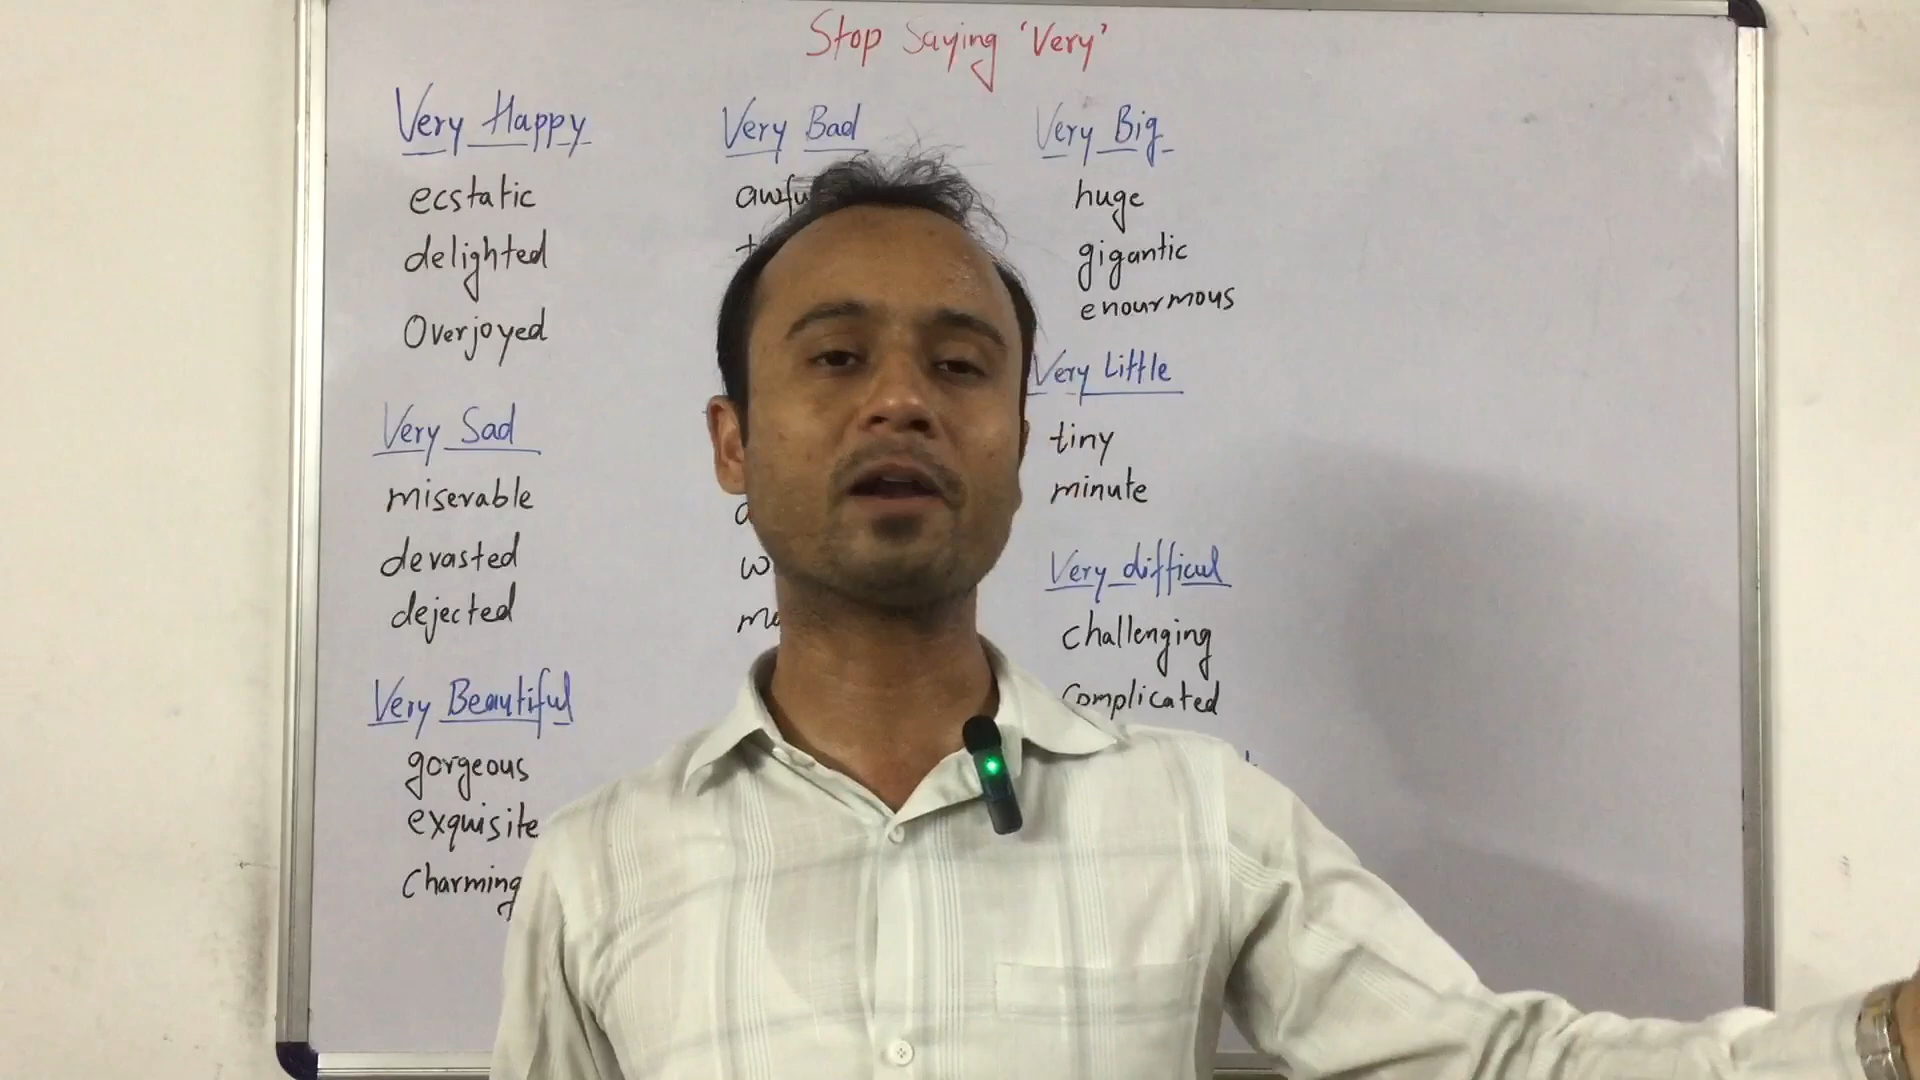 Stop Saying 'Very'
Very Happy
ecstatic
delighted
Overjoyed
Very Sad
miserable
devasted
dejected
Very Beautiful
gorgeous
exquisite
Charming
Very Bad
Very Big
huge
gigantic
enourmous
Very Little
tiny
minute
Very difficul
challenging
Complicated